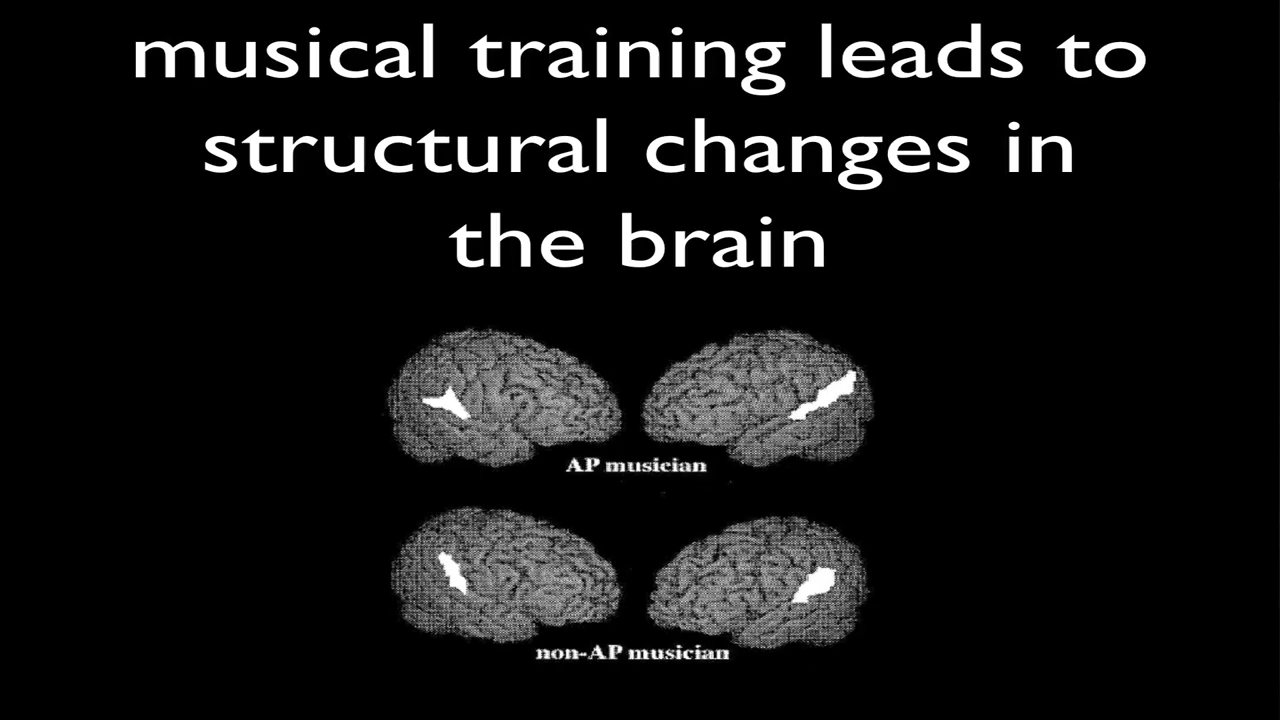 musical training leads to
structural changes in
the brain
AP musician
non-AP musician